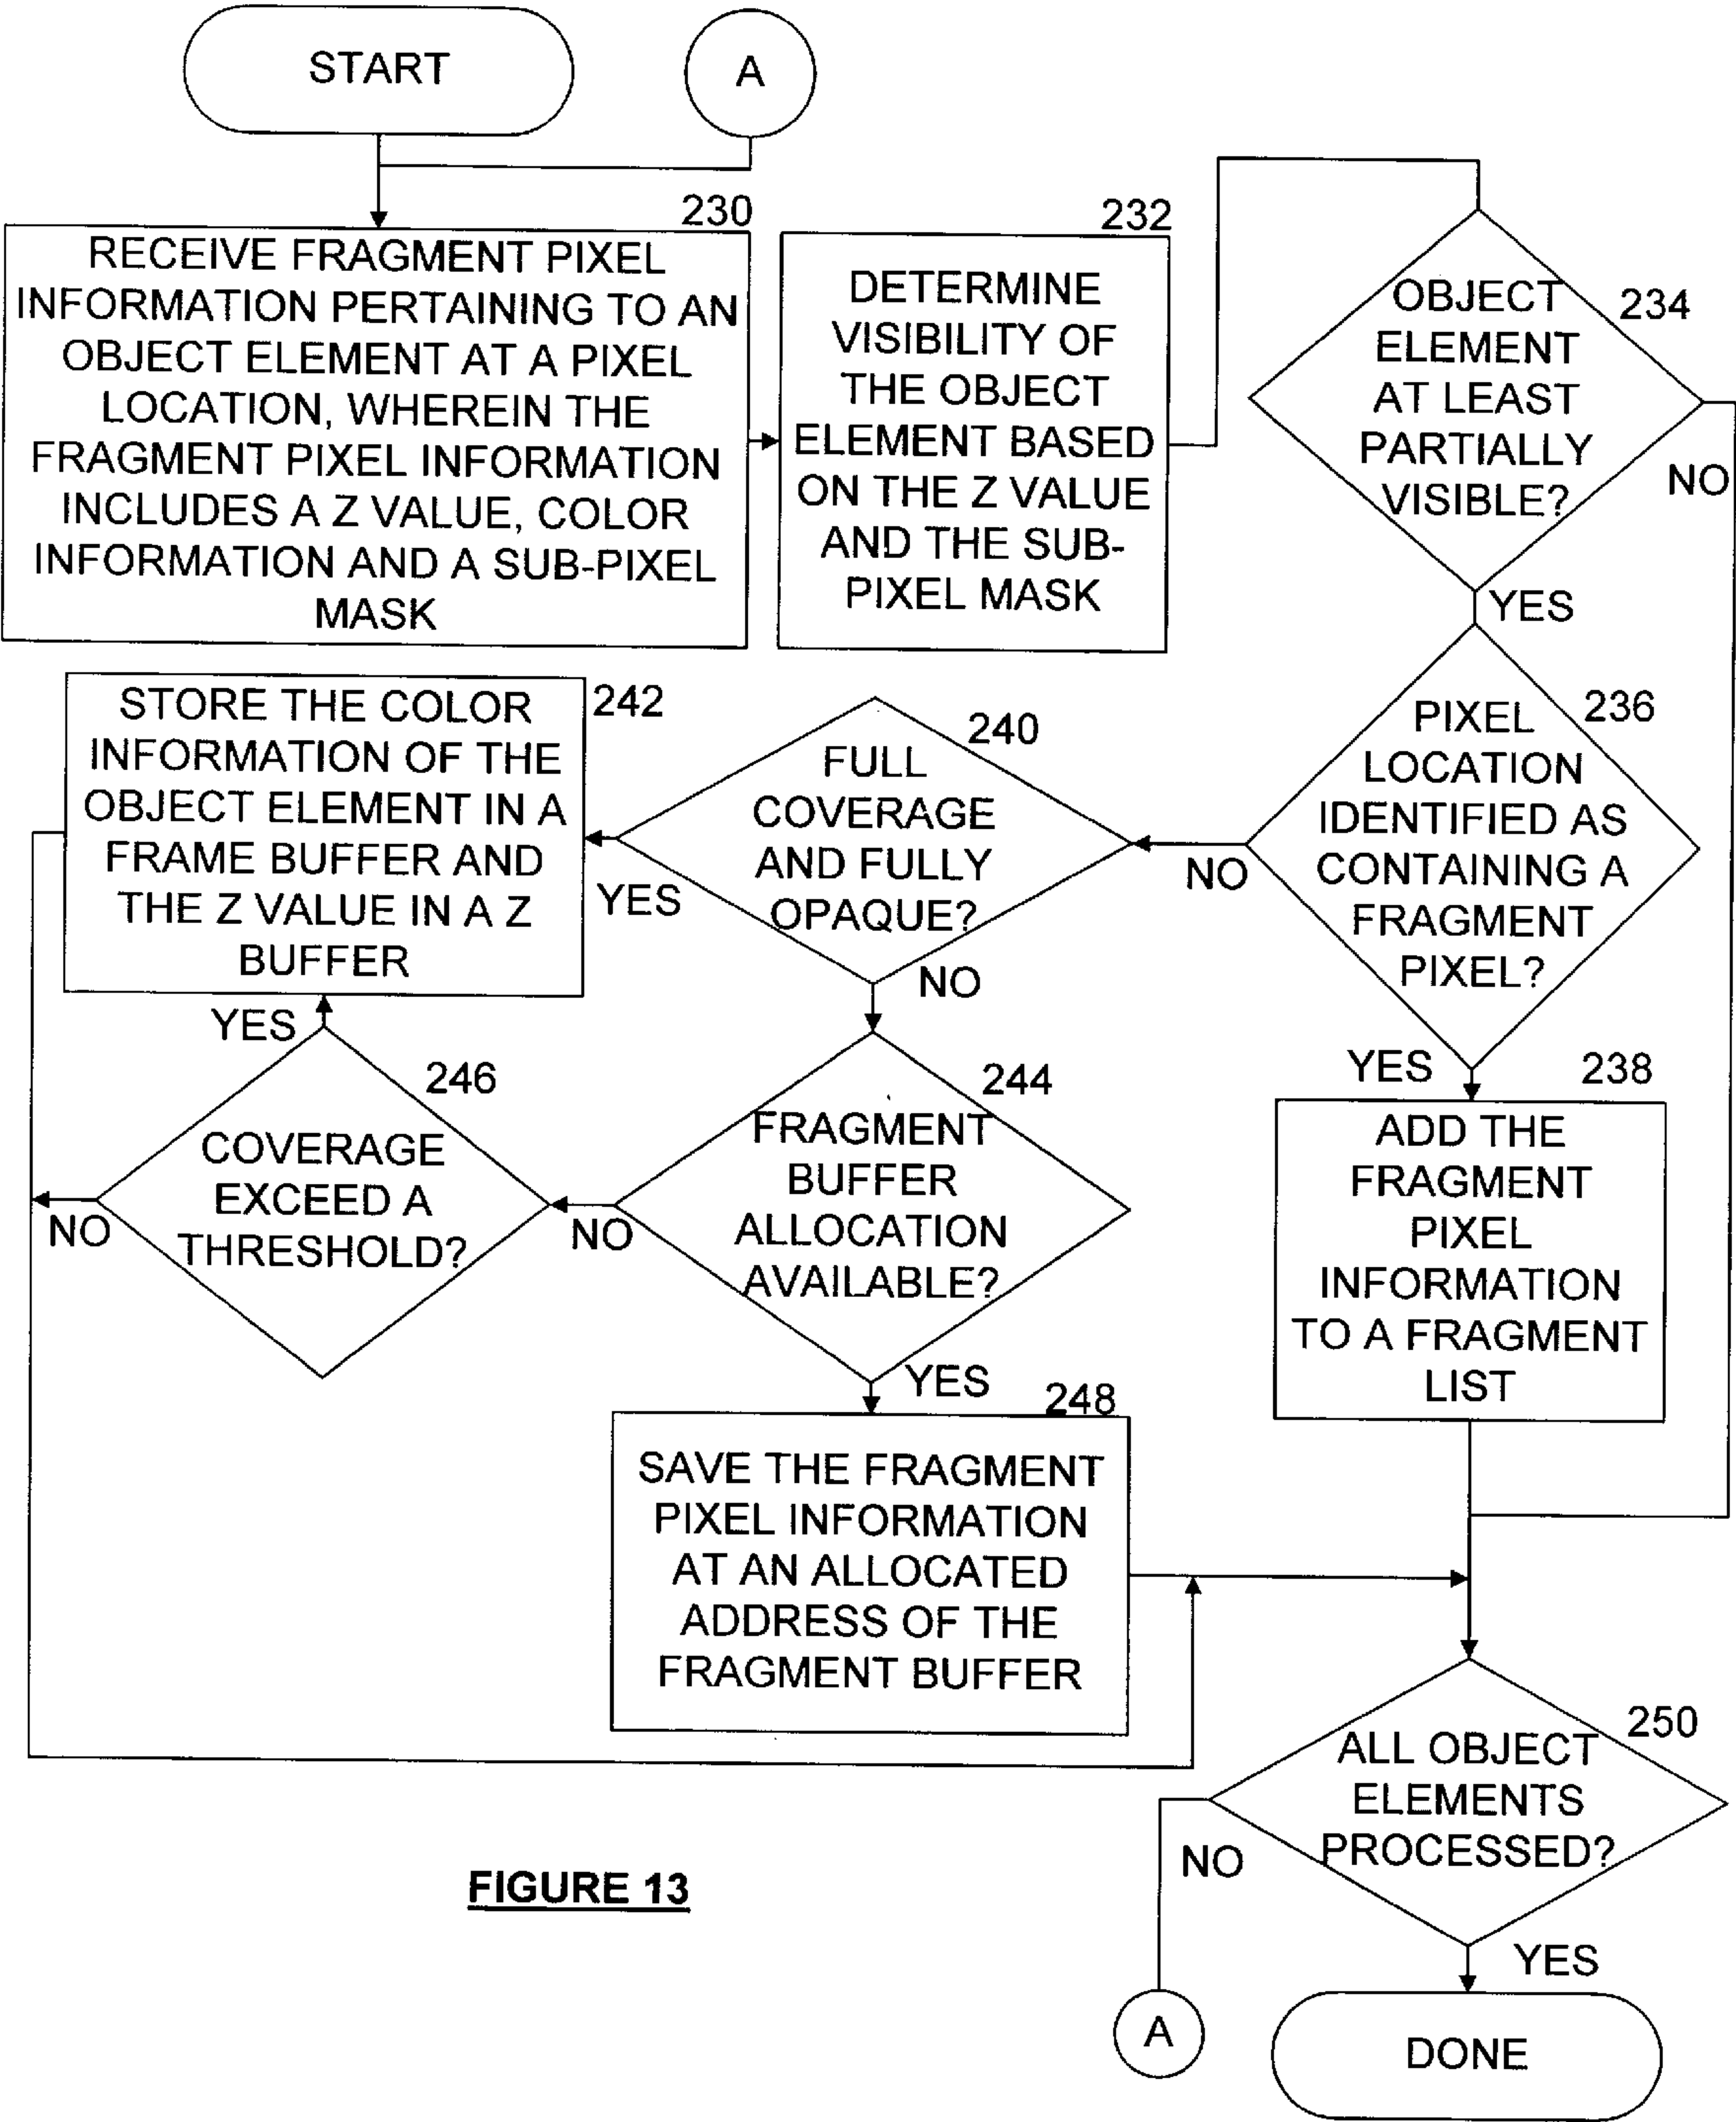 START
A
230
RECEIVE FRAGMENT PIXEL
INFORMATION PERTAINING TO AN
OBJECT ELEMENT AT A PIXEL
LOCATION, WHEREIN THE
FRAGMENT PIXEL INFORMATION
INCLUDES A Z VALUE, COLOR
INFORMATION AND A SUB-PIXEL
MASK
232
DETERMINE
VISIBILITY OF
THE OBJECT
ELEMENT BASED
ON THE Z VALUE
AND THE SUB-
PIXEL MASK
234
OBJECT
ELEMENT
AT LEAST
PARTIALLY
VISIBLE?
NO
YES
236
PIXEL
LOCATION
IDENTIFIED AS
CONTAINING A
FRAGMENT
PIXEL?
NO
YES
238
ADD THE
FRAGMENT
PIXEL
INFORMATION
TO A FRAGMENT
LIST
240
FULL
COVERAGE
AND FULLY
OPAQUE?
YES
NO
242
STORE THE COLOR
INFORMATION OF THE
OBJECT ELEMENT IN A
FRAME BUFFER AND
THE Z VALUE IN A Z
BUFFER
244
FRAGMENT
BUFFER
ALLOCATION
AVAILABLE?
NO
YES
246
COVERAGE
EXCEED A
THRESHOLD?
YES
NO
248
SAVE THE FRAGMENT
PIXEL INFORMATION
AT AN ALLOCATED
ADDRESS OF THE
FRAGMENT BUFFER
250
ALL OBJECT
ELEMENTS
PROCESSED?
NO
YES
A
DONE
FIGURE 13